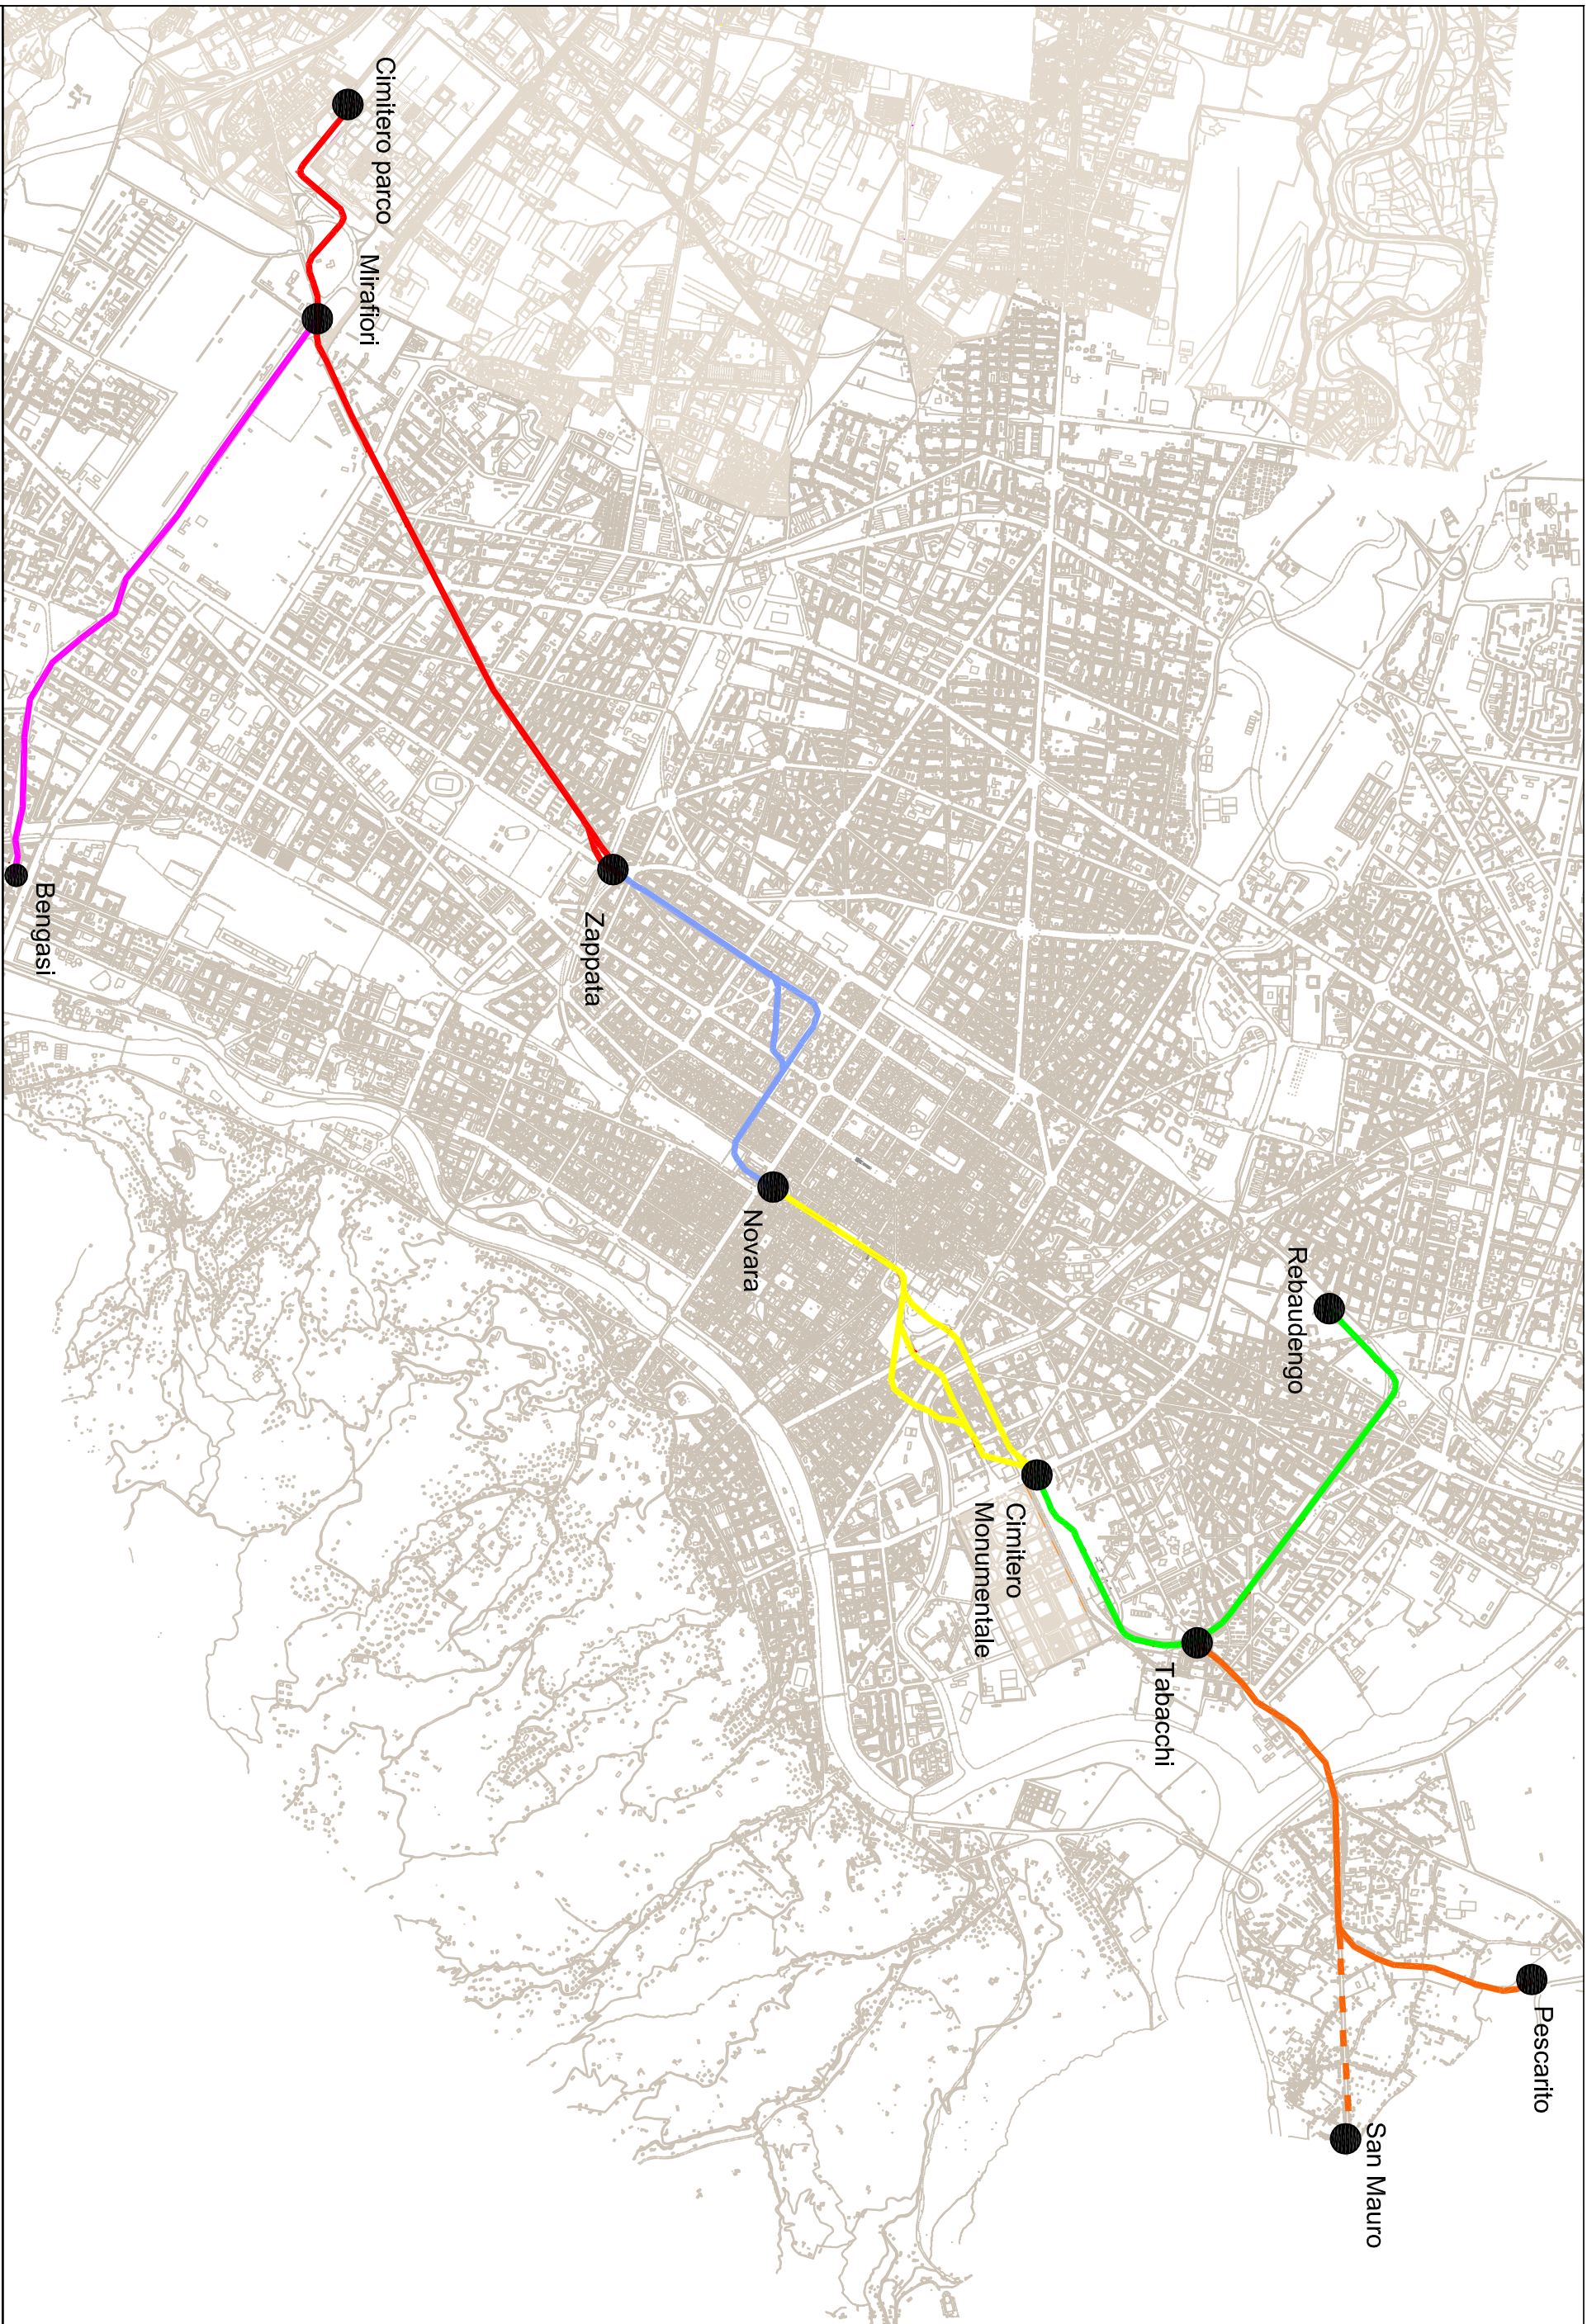 Cimitero parco
Mirafiori
Bengasi
Zappata
Novara
Rebaudengo
Cimitero
Monumentale
Tabacchi
Pescarito
San Mauro